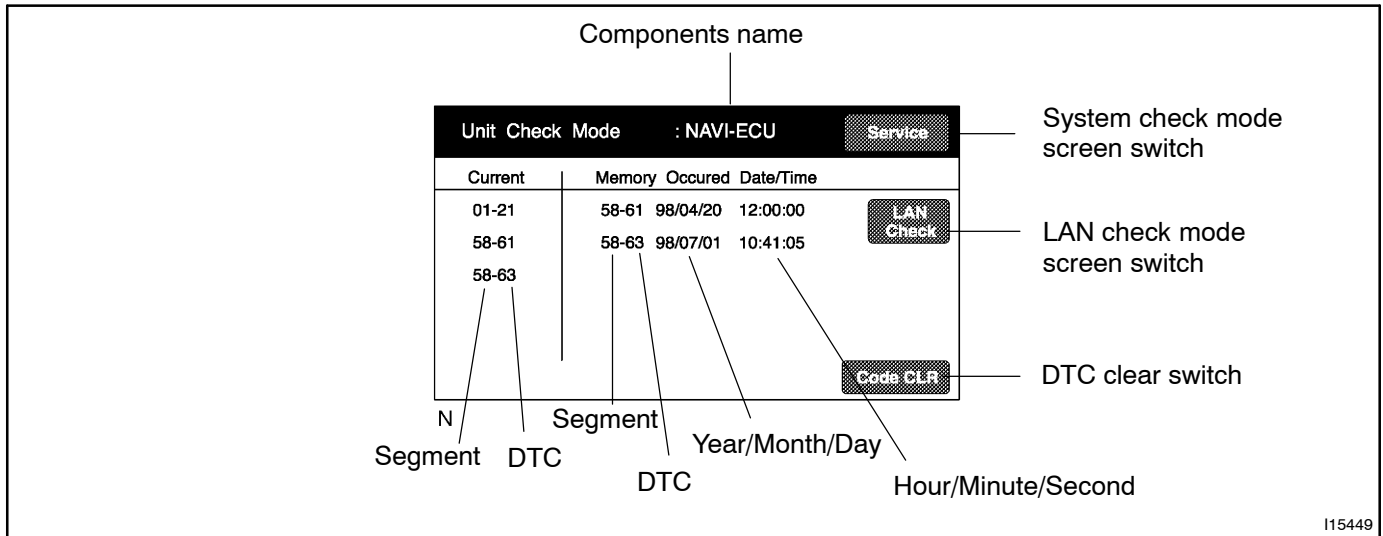 Components name
Unit Check Mode : NAVI-ECU Service
System check mode
screen switch
Current Memory Occured Date/Time
01-21 58-61 98/04/20 12:00:00
LAN
Check
58-61 58-63 98/07/01 10:41:05
LAN check mode
screen switch
58-63
Code CLR
DTC clear switch
N
Segment
Year/Month/Day
Segment DTC
DTC
Hour/Minute/Second
I15449